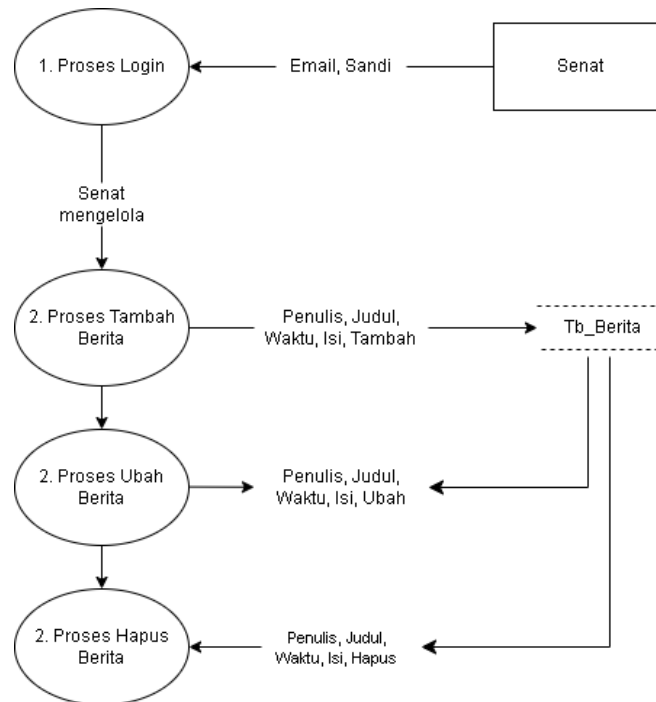 1. Proses Login
Email, Sandi
Senat
Senat
mengelola
2. Proses Tambah
Berita
Penulis, Judul,
Waktu, Isi, Tambah
Tb_Berita
2. Proses Ubah
Berita
Penulis, Judul,
Waktu, Isi, Ubah
2. Proses Hapus
Berita
Penulis, Judul,
Waktu, Isi, Hapus